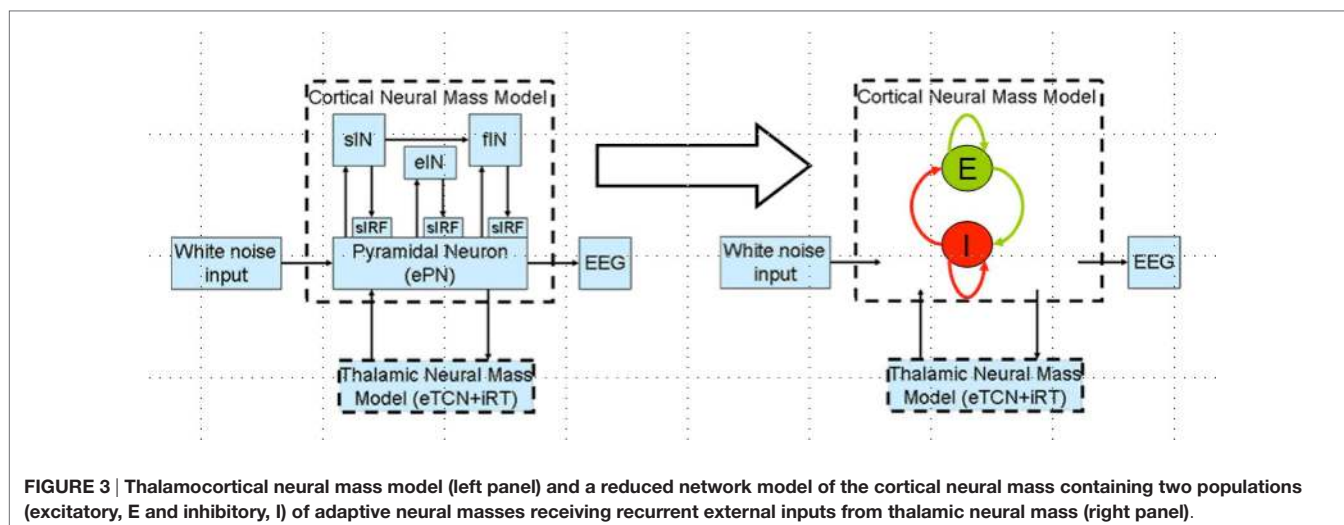 Cortical Neural Mass Model
sIN
fIN
eIN
sIRF
sIRF
sIRF
White noise
input
Pyramidal Neuron
(ePN)
EEG
Thalamic Neural Mass
Model (eTCN+iRT)
Cortical Neural Mass Model
E
I
White noise
input
EEG
Thalamic Neural Mass
Model (eTCN+iRT)
FIGURE 3 | Thalamocortical neural mass model (left panel) and a reduced network model of the cortical neural mass containing two populations
(excitatory, E and inhibitory, I) of adaptive neural masses receiving recurrent external inputs from thalamic neural mass (right panel).